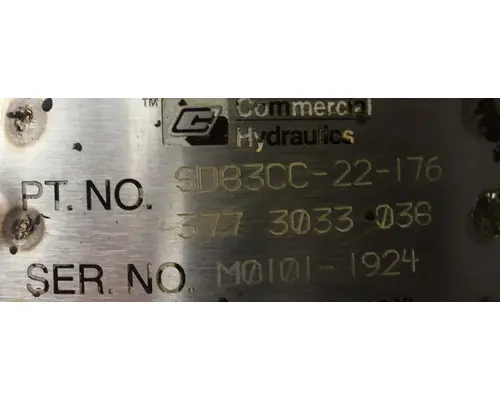 ™ C Commercial
Hydraulics
PT. NO. SD83CC-22-176
377 3033 036
SER. NO. M0101-1924